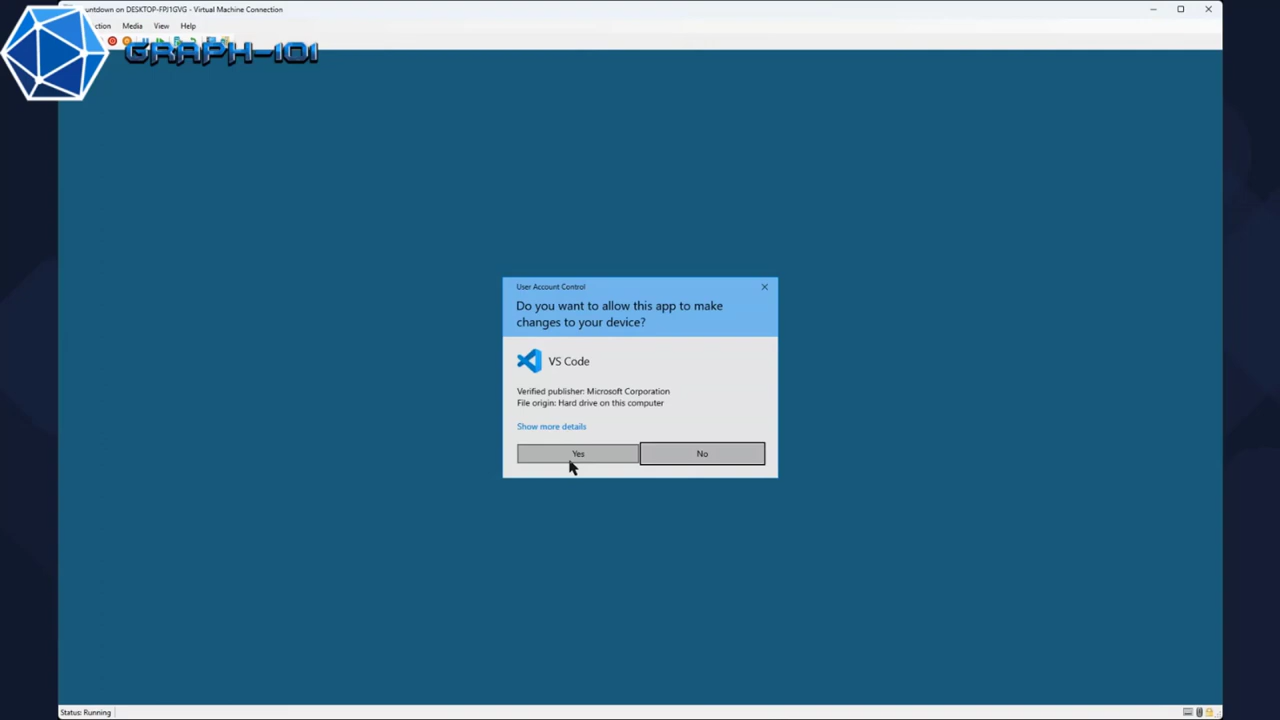 ountdown on DESKTOP-FPJ1GVG - Virtual Machine Connection
ction Media View Help
GRAPH-101
User Account Control
Do you want to allow this app to make
changes to your device?
VS Code
Verified publisher: Microsoft Corporation
File origin: Hard drive on this computer
Show more details
Yes No
Status: Running